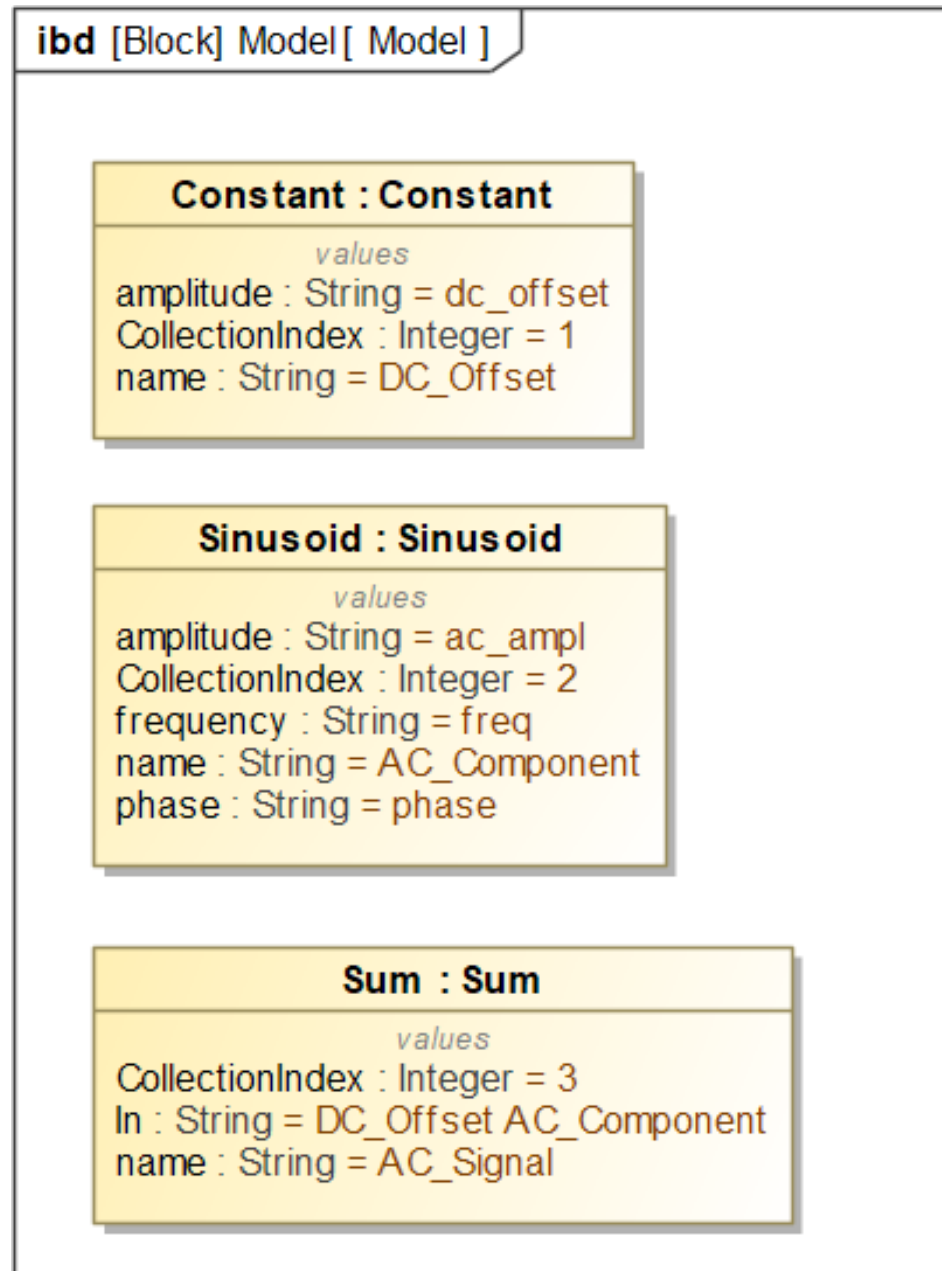 ibd [Block] Model[ Model ]
Constant : Constant
values
amplitude : String = dc_offset
CollectionIndex : Integer = 1
name : String = DC_Offset
Sinusoid : Sinusoid
values
amplitude : String = ac_ampl
CollectionIndex : Integer = 2
frequency : String = freq
name : String = AC_Component
phase : String = phase
Sum : Sum
values
CollectionIndex : Integer = 3
In : String = DC_Offset AC_Component
name : String = AC_Signal